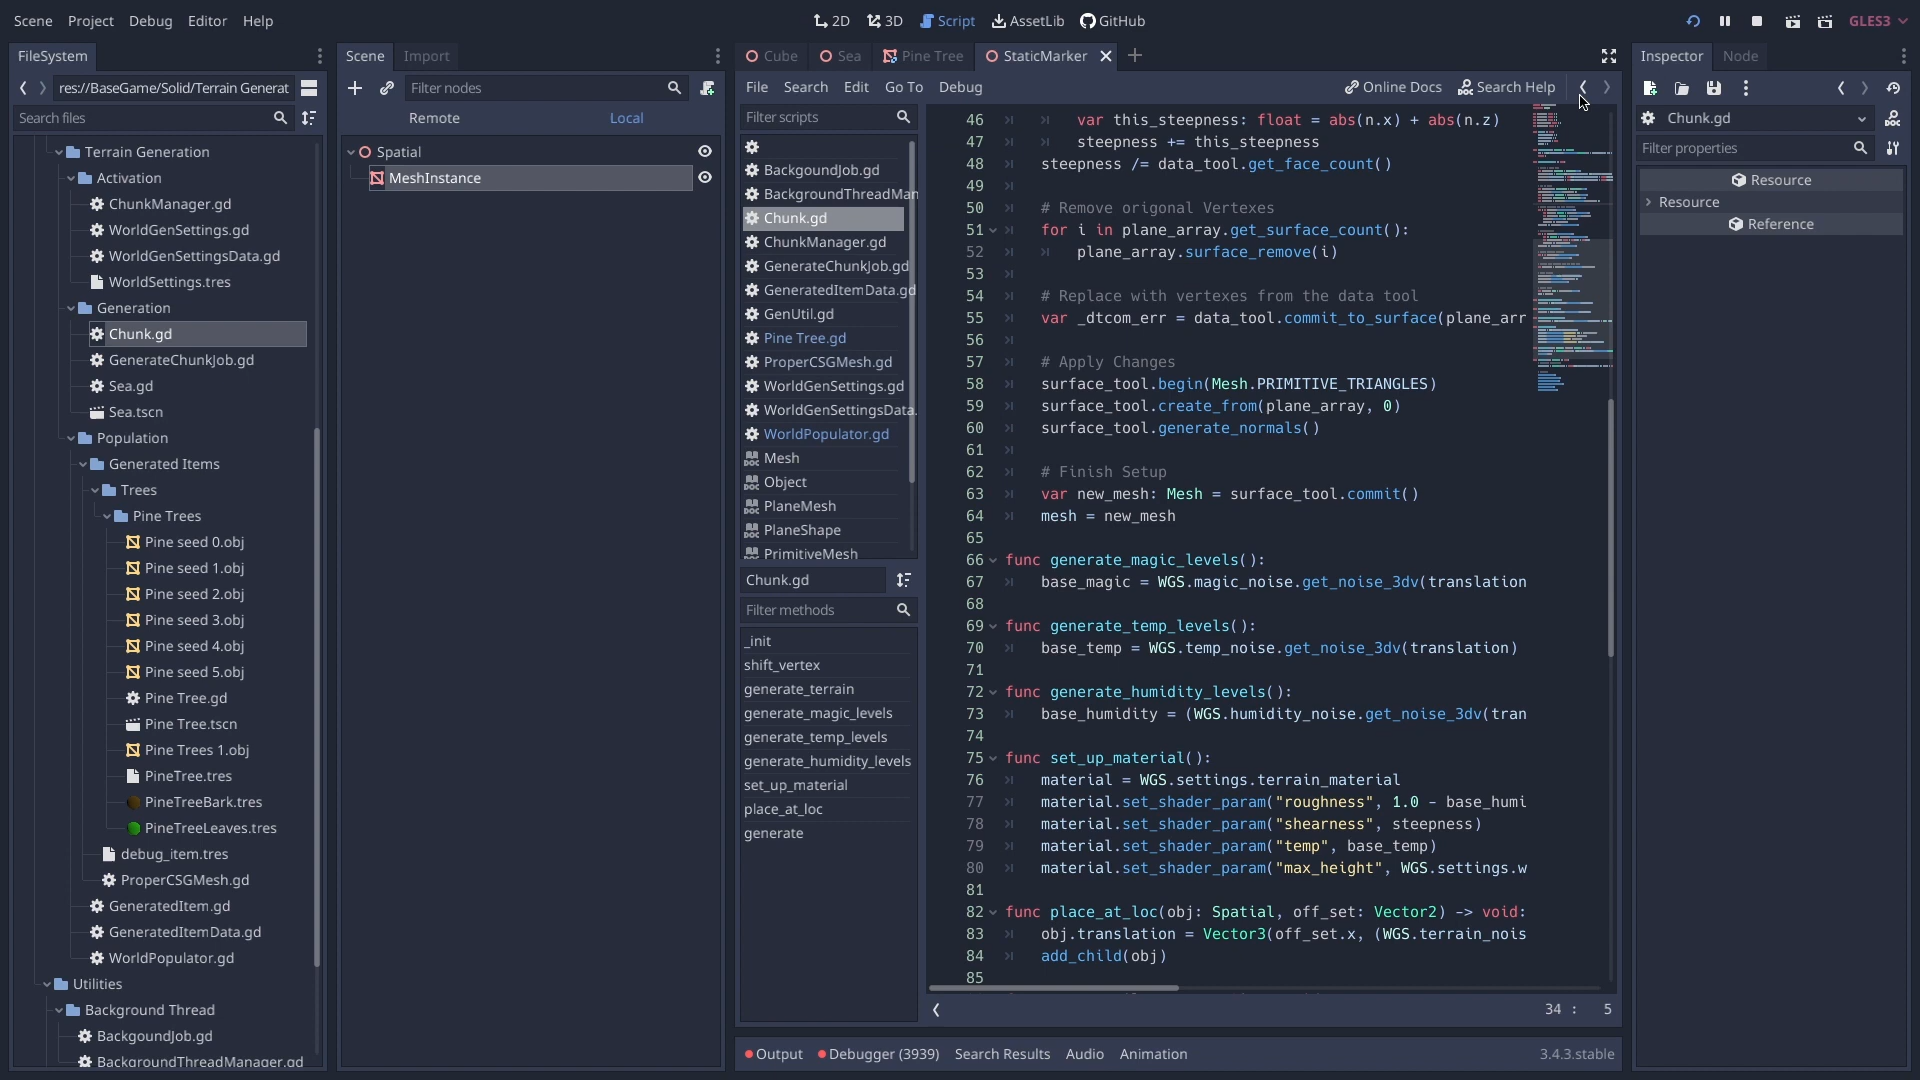 Scene Project Debug Editor Help
2D 3D Script AssetLib GitHub
GLES3
FileSystem
res://BaseGame/Solid/Terrain Generat
Search files
Terrain Generation
Activation
ChunkManager.gd
WorldGenSettings.gd
WorldGenSettingsData.gd
WorldSettings.tres
Generation
Chunk.gd
GenerateChunkJob.gd
Sea.gd
Sea.tscn
Population
Generated Items
Trees
Pine Trees
Pine seed 0.obj
Pine seed 1.obj
Pine seed 2.obj
Pine seed 3.obj
Pine seed 4.obj
Pine seed 5.obj
Pine Tree.gd
Pine Tree.tscn
Pine Trees 1.obj
PineTree.tres
PineTreeBark.tres
PineTreeLeaves.tres
debug_item.tres
ProperCSGMesh.gd
GeneratedItem.gd
GeneratedItemData.gd
WorldPopulator.gd
Utilities
Background Thread
BackgoundJob.gd
BackgroundThreadManager.gd
Scene Import
Filter nodes
Remote Local
Spatial
MeshInstance
Cube Sea Pine Tree StaticMarker
File Search Edit Go To Debug
Online Docs Search Help
Filter scripts
BackgoundJob.gd
BackgroundThreadMan
Chunk.gd
ChunkManager.gd
GenerateChunkJob.gd
GeneratedItemData.gd
GenUtil.gd
Pine Tree.gd
ProperCSGMesh.gd
WorldGenSettings.gd
WorldGenSettingsData.
WorldPopulator.gd
Mesh
Object
PlaneMesh
PlaneShape
PrimitiveMesh
Chunk.gd
Filter methods
_init
shift_vertex
generate_terrain
generate_magic_levels
generate_temp_levels
generate_humidity_levels
set_up_material
place_at_loc
generate
46 var this_steepness: float = abs(n.x) + abs(n.z)
47 steepness += this_steepness
48 steepness /= data_tool.get_face_count()
49
50 # Remove origonal Vertexes
51 for i in plane_array.get_surface_count():
52 plane_array.surface_remove(i)
53
54 # Replace with vertexes from the data tool
55 var _dtcom_err = data_tool.commit_to_surface(plane_arr
56
57 # Apply Changes
58 surface_tool.begin(Mesh.PRIMITIVE_TRIANGLES)
59 surface_tool.create_from(plane_array, 0)
60 surface_tool.generate_normals()
61
62 # Finish Setup
63 var new_mesh: Mesh = surface_tool.commit()
64 mesh = new_mesh
65
66 func generate_magic_levels():
67 base_magic = WGS.magic_noise.get_noise_3dv(translation
68
69 func generate_temp_levels():
70 base_temp = WGS.temp_noise.get_noise_3dv(translation)
71
72 func generate_humidity_levels():
73 base_humidity = (WGS.humidity_noise.get_noise_3dv(tran
74
75 func set_up_material():
76 material = WGS.settings.terrain_material
77 material.set_shader_param("roughness", 1.0 - base_humi
78 material.set_shader_param("shearness", steepness)
79 material.set_shader_param("temp", base_temp)
80 material.set_shader_param("max_height", WGS.settings.w
81
82 func place_at_loc(obj: Spatial, off_set: Vector2) -> void:
83 obj.translation = Vector3(off_set.x, (WGS.terrain_nois
84 add_child(obj)
85
34 : 5
Output Debugger (3939) Search Results Audio Animation
3.4.3.stable
Inspector Node
Chunk.gd
Filter properties
Resource
Resource
Reference